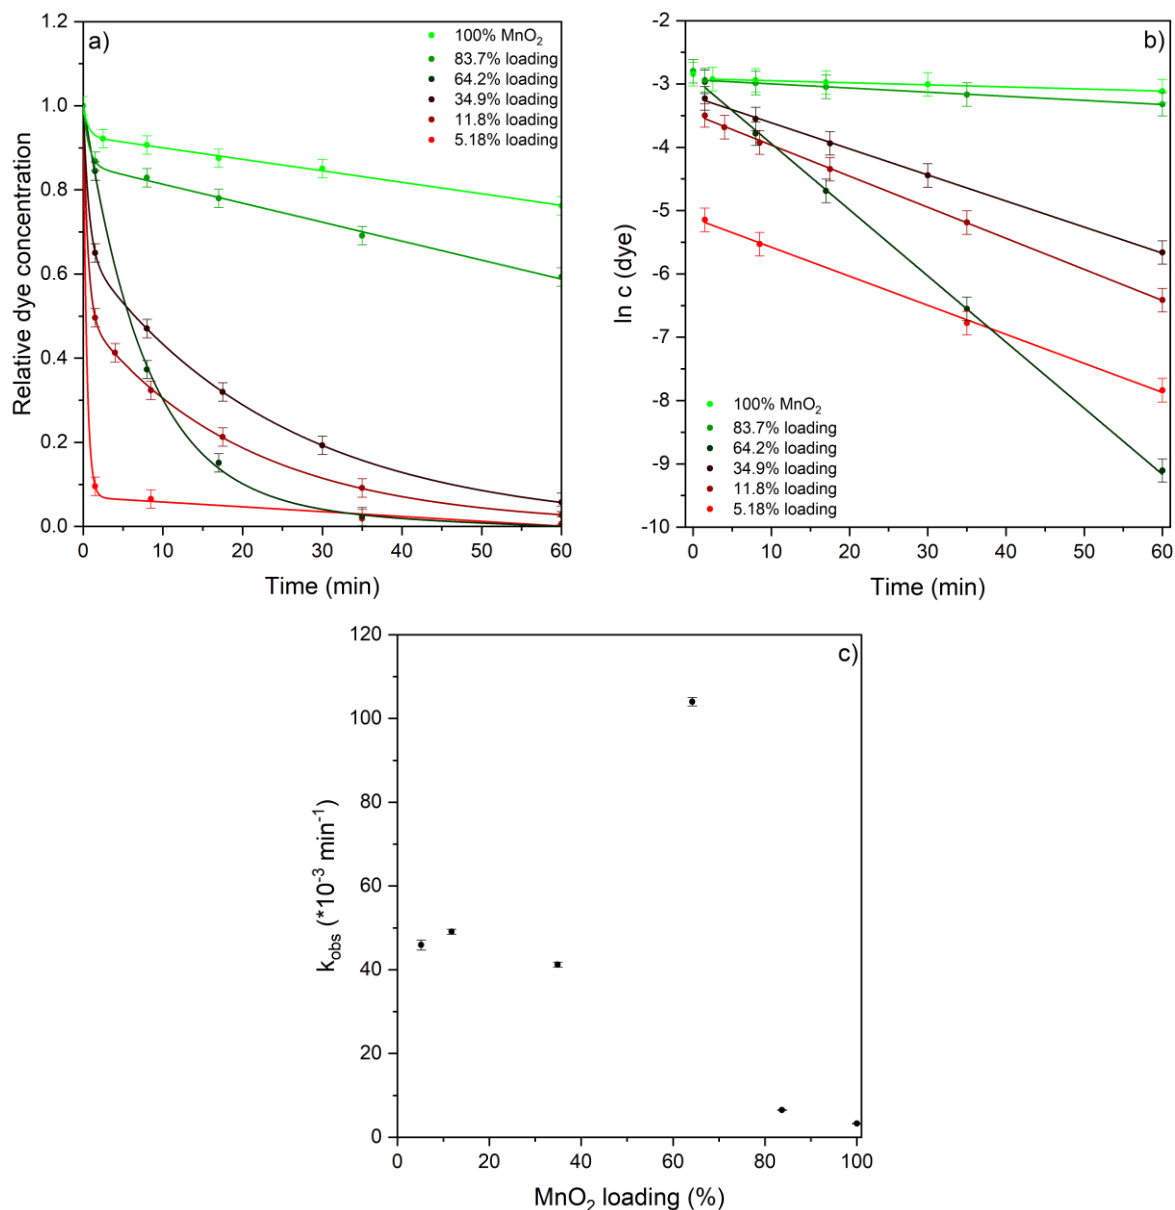 a)
1.2
1.0
0.8
0.6
0.4
0.2
0.0
0 10 20 30 40 50 60
Time (min)
Relative dye concentration
100% MnO₂
83.7% loading
64.2% loading
34.9% loading
11.8% loading
5.18% loading
b)
-2
-3
-4
-5
-6
-7
-8
-9
-10
0 10 20 30 40 50 60
Time (min)
ln c (dye)
100% MnO₂
83.7% loading
64.2% loading
34.9% loading
11.8% loading
5.18% loading
c)
120
100
80
60
40
20
0
0 20 40 60 80 100
MnO₂ loading (%)
kobs (*10⁻³ min⁻¹)